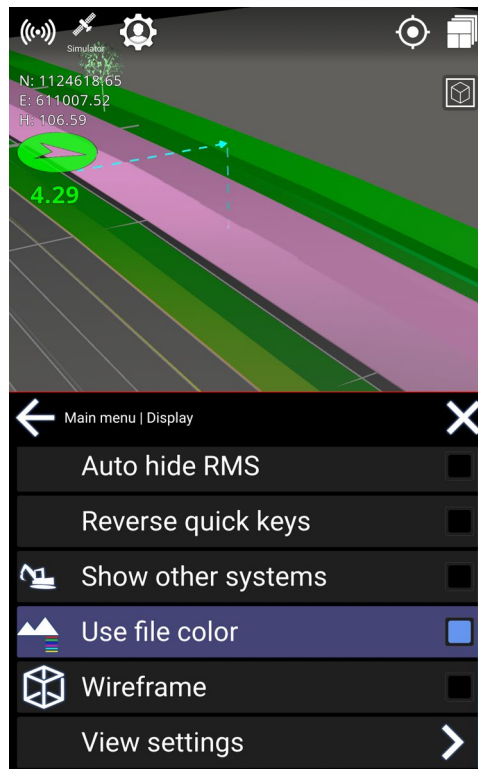 Simulator
N: 1124618.65
E: 611007.52
H: 106.59
4.29
Main menu | Display
Auto hide RMS
Reverse quick keys
Show other systems
Use file color
Wireframe
View settings